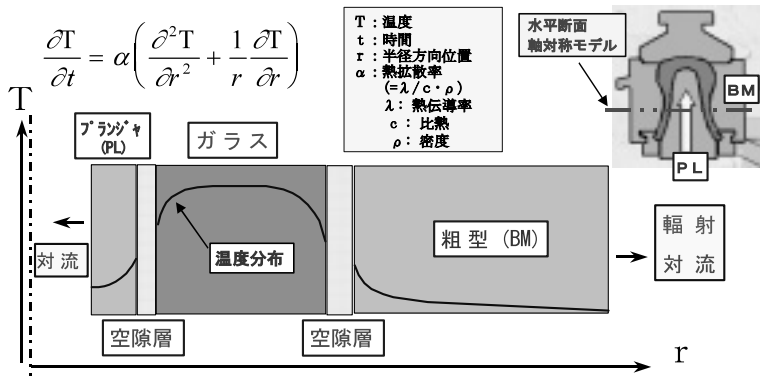 ∂T/∂t = α(∂²T/∂r² + 1/r ∂T/∂r)
T : 温度
t : 時間
r : 半径方向位置
α : 熱拡散率
(=λ/c・ρ)
λ : 熱伝導率
c : 比熱
ρ : 密度
水平断面
軸対称モデル
BM
PL
T
プランジャ
(PL)
ガラス
対流
温度分布
粗型(BM)
輻射
対流
空隙層
空隙層
r